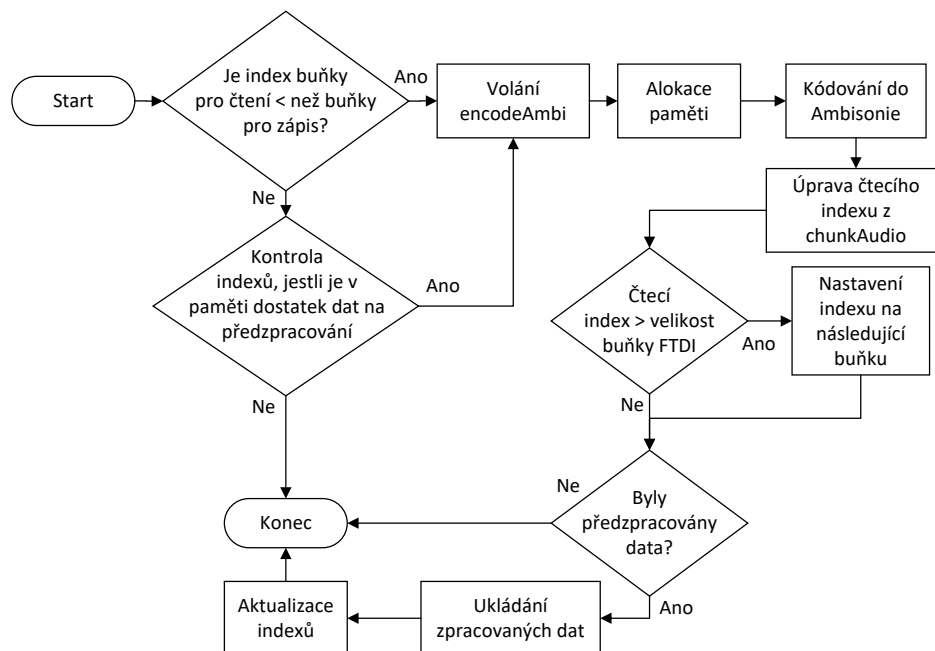 Start
Je index buňky
pro čtení < než buňky
pro zápis?
Ano
Volání
encodeAmbi
Alokace
paměti
Kódování do
Ambisonie
Ne
Úprava čtecího
indexu z
chunkAudio
Kontrola
indexů, jestli je v
paměti dostatek dat na
předzpracování
Ano
Čtecí
index > velikost
buňky FTDI
Ano
Nastavení
indexu na
následující
buňku
Ne
Ne
Byly
předzpracovány
data?
Ne
Konec
Ano
Ukládání
zpracovaných dat
Aktualizace
indexů